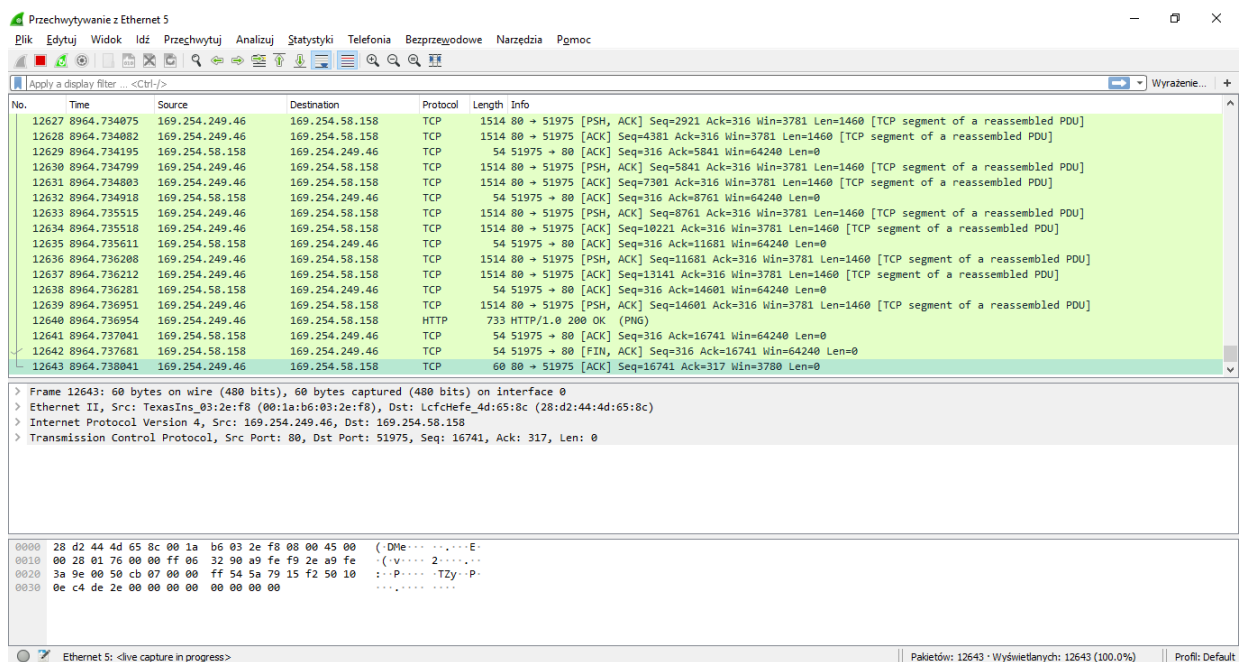 Przechwytywanie z Ethernet 5
Plik Edytuj Widok Idź Przechwytuj Analizuj Statystyki Telefonia Bezprzewodowe Narzędzia Pomoc
Apply a display filter ... <Ctrl-/> Wyrażenie... +
No. Time Source Destination Protocol Length Info
12627 8964.734075 169.254.249.46 169.254.58.158 TCP 1514 80 → 51975 [PSH, ACK] Seq=2921 Ack=316 Win=3781 Len=1460 [TCP segment of a reassembled PDU]
12628 8964.734082 169.254.249.46 169.254.58.158 TCP 1514 80 → 51975 [ACK] Seq=4381 Ack=316 Win=3781 Len=1460 [TCP segment of a reassembled PDU]
12629 8964.734195 169.254.58.158 169.254.249.46 TCP 54 51975 → 80 [ACK] Seq=316 Ack=5841 Win=64240 Len=0
12630 8964.734799 169.254.249.46 169.254.58.158 TCP 1514 80 → 51975 [PSH, ACK] Seq=5841 Ack=316 Win=3781 Len=1460 [TCP segment of a reassembled PDU]
12631 8964.734803 169.254.249.46 169.254.58.158 TCP 1514 80 → 51975 [ACK] Seq=7301 Ack=316 Win=3781 Len=1460 [TCP segment of a reassembled PDU]
12632 8964.734918 169.254.58.158 169.254.249.46 TCP 54 51975 → 80 [ACK] Seq=316 Ack=8761 Win=64240 Len=0
12633 8964.735515 169.254.249.46 169.254.58.158 TCP 1514 80 → 51975 [PSH, ACK] Seq=8761 Ack=316 Win=3781 Len=1460 [TCP segment of a reassembled PDU]
12634 8964.735518 169.254.249.46 169.254.58.158 TCP 1514 80 → 51975 [ACK] Seq=10221 Ack=316 Win=3781 Len=1460 [TCP segment of a reassembled PDU]
12635 8964.735611 169.254.58.158 169.254.249.46 TCP 54 51975 → 80 [ACK] Seq=316 Ack=11681 Win=64240 Len=0
12636 8964.736208 169.254.249.46 169.254.58.158 TCP 1514 80 → 51975 [PSH, ACK] Seq=11681 Ack=316 Win=3781 Len=1460 [TCP segment of a reassembled PDU]
12637 8964.736212 169.254.249.46 169.254.58.158 TCP 1514 80 → 51975 [ACK] Seq=13141 Ack=316 Win=3781 Len=1460 [TCP segment of a reassembled PDU]
12638 8964.736281 169.254.58.158 169.254.249.46 TCP 54 51975 → 80 [ACK] Seq=316 Ack=14601 Win=64240 Len=0
12639 8964.736951 169.254.249.46 169.254.58.158 TCP 1514 80 → 51975 [PSH, ACK] Seq=14601 Ack=316 Win=3781 Len=1460 [TCP segment of a reassembled PDU]
12640 8964.736954 169.254.249.46 169.254.58.158 HTTP 733 HTTP/1.0 200 OK (PNG)
12641 8964.737041 169.254.58.158 169.254.249.46 TCP 54 51975 → 80 [ACK] Seq=316 Ack=16741 Win=64240 Len=0
12642 8964.737681 169.254.58.158 169.254.249.46 TCP 54 51975 → 80 [FIN, ACK] Seq=316 Ack=16741 Win=64240 Len=0
12643 8964.738041 169.254.249.46 169.254.58.158 TCP 60 80 → 51975 [ACK] Seq=16741 Ack=317 Win=3780 Len=0
> Frame 12643: 60 bytes on wire (480 bits), 60 bytes captured (480 bits) on interface 0
> Ethernet II, Src: TexasIns_03:2e:f8 (00:1a:b6:03:2e:f8), Dst: LcfcHefe_4d:65:8c (28:d2:44:4d:65:8c)
> Internet Protocol Version 4, Src: 169.254.249.46, Dst: 169.254.58.158
> Transmission Control Protocol, Src Port: 80, Dst Port: 51975, Seq: 16741, Ack: 317, Len: 0
0000 28 d2 44 4d 65 8c 00 1a b6 03 2e f8 08 00 45 00 (·DMe··· ··.···E·
0010 00 28 01 76 00 00 ff 06 32 90 a9 fe f9 2e a9 fe ·(·v···· 2····.··
0020 3a 9e 00 50 cb 07 00 00 ff 54 5a 79 15 f2 50 10 :··P···· ·TZy··P·
0030 0e c4 de 2e 00 00 00 00 00 00 00 00 ···.···· ····
Ethernet 5: <live capture in progress> Pakietów: 12643 · Wyświetlanych: 12643 (100.0%) Profil: Default